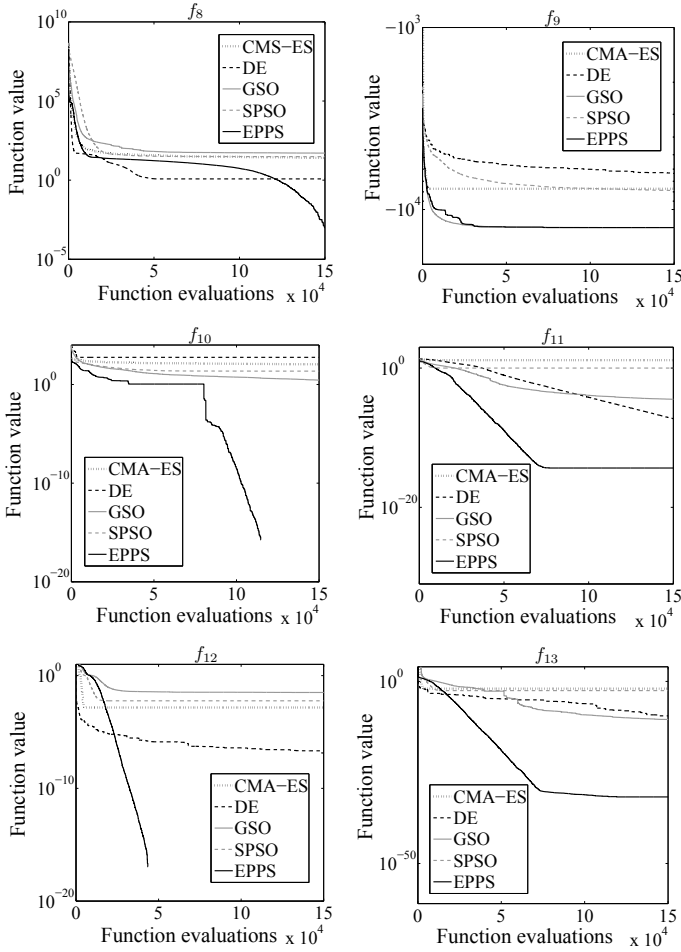 f8
10^10
10^5
10^0
10^−5
Function value
CMS−ES
DE
GSO
SPSO
EPPS
0
5
10
15
Function evaluations
x 10^4
f9
−10^3
−10^4
Function value
CMA−ES
DE
GSO
SPSO
EPPS
0
5
10
15
Function evaluations
x 10^4
f10
10^0
10^−10
10^−20
Function value
CMA−ES
DE
GSO
SPSO
EPPS
0
5
10
15
Function evaluations
x 10^4
f11
10^0
10^−20
Function value
CMA−ES
DE
GSO
SPSO
EPPS
0
5
10
15
Function evaluations
x 10^4
f12
10^0
10^−10
10^−20
Function value
CMA−ES
DE
GSO
SPSO
EPPS
0
5
10
15
Function evaluations
x 10^4
f13
10^0
10^−50
Function value
CMA−ES
DE
GSO
SPSO
EPPS
0
5
10
15
Function evaluations
x 10^4